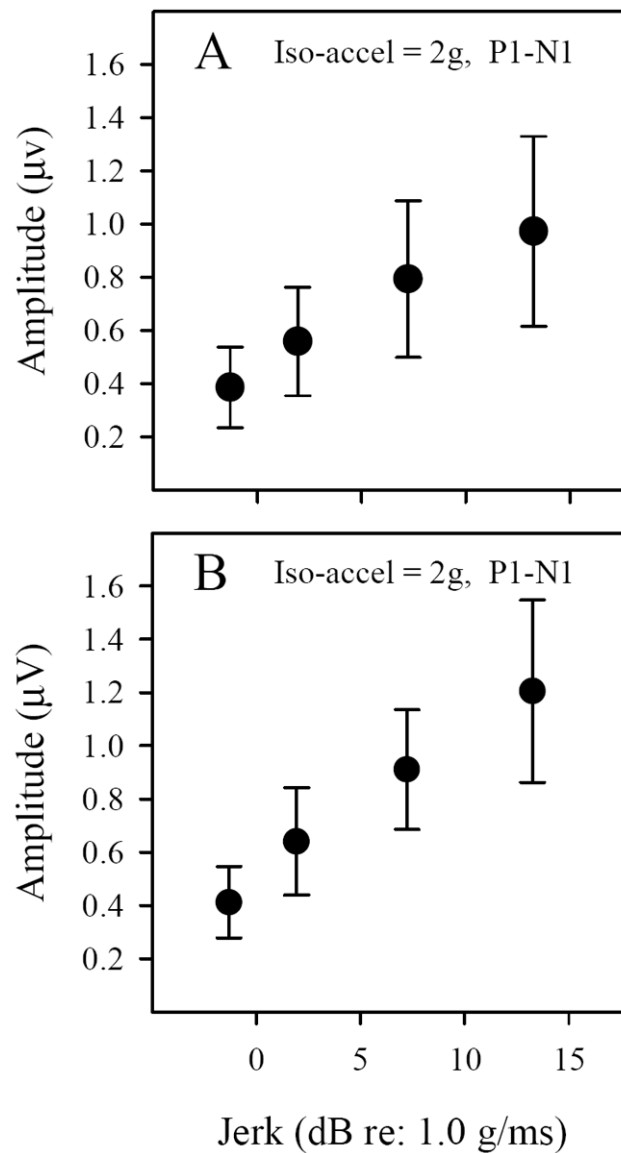 A Iso-accel = 2g, P1-N1
Amplitude (μv)
1.6
1.4
1.2
1.0
0.8
0.6
0.4
0.2
B Iso-accel = 2g, P1-N1
Amplitude (μV)
1.6
1.4
1.2
1.0
0.8
0.6
0.4
0.2
0 5 10 15
Jerk (dB re: 1.0 g/ms)